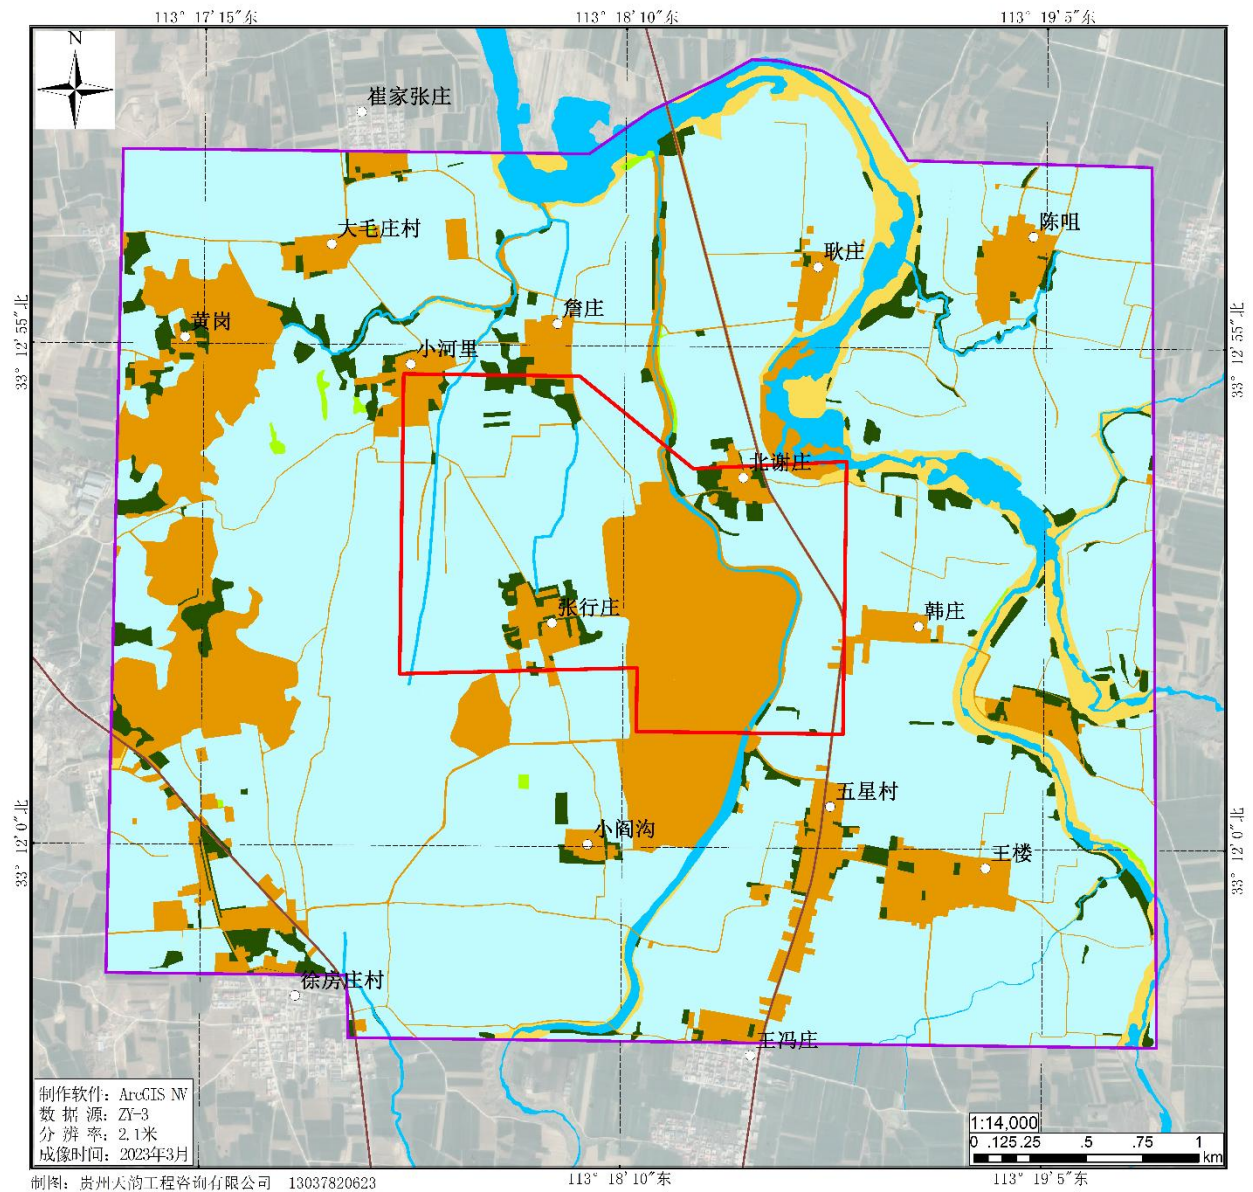 113° 17′15″东
113° 18′10″东
113° 19′5″东
N
崔家张庄
大毛庄村
陈咀
耿庄
詹庄
黄岗
小河里
33° 12′55″北
33° 12′55″北
北谢庄
张行庄
韩庄
五星村
小阎沟
王楼
33° 12′0″北
33° 12′0″北
徐房庄村
王冯庄
制作软件: ArcGIS NV
数 据 源: ZY-3
分 辨 率: 2.1米
成像时间: 2023年3月
1:14,000
0 .125.25 .5 .75 1
km
制图: 贵州天韵工程咨询有限公司 13037820623
113° 18′10″东
113° 19′5″东